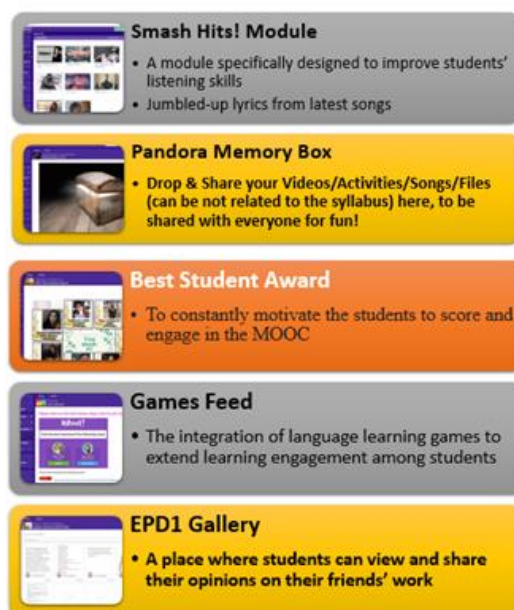 Smash Hits! Module
• A module specifically designed to improve students'
listening skills
• Jumbled-up lyrics from latest songs
Pandora Memory Box
• Drop & Share your Videos/Activities/Songs/Files
(can be not related to the syllabus) here, to be
shared with everyone for fun!
Best Student Award
• To constantly motivate the students to score and
engage in the MOOC
Games Feed
• The integration of language learning games to
extend learning engagement among students
EPD1 Gallery
• A place where students can view and share
their opinions on their friends' work